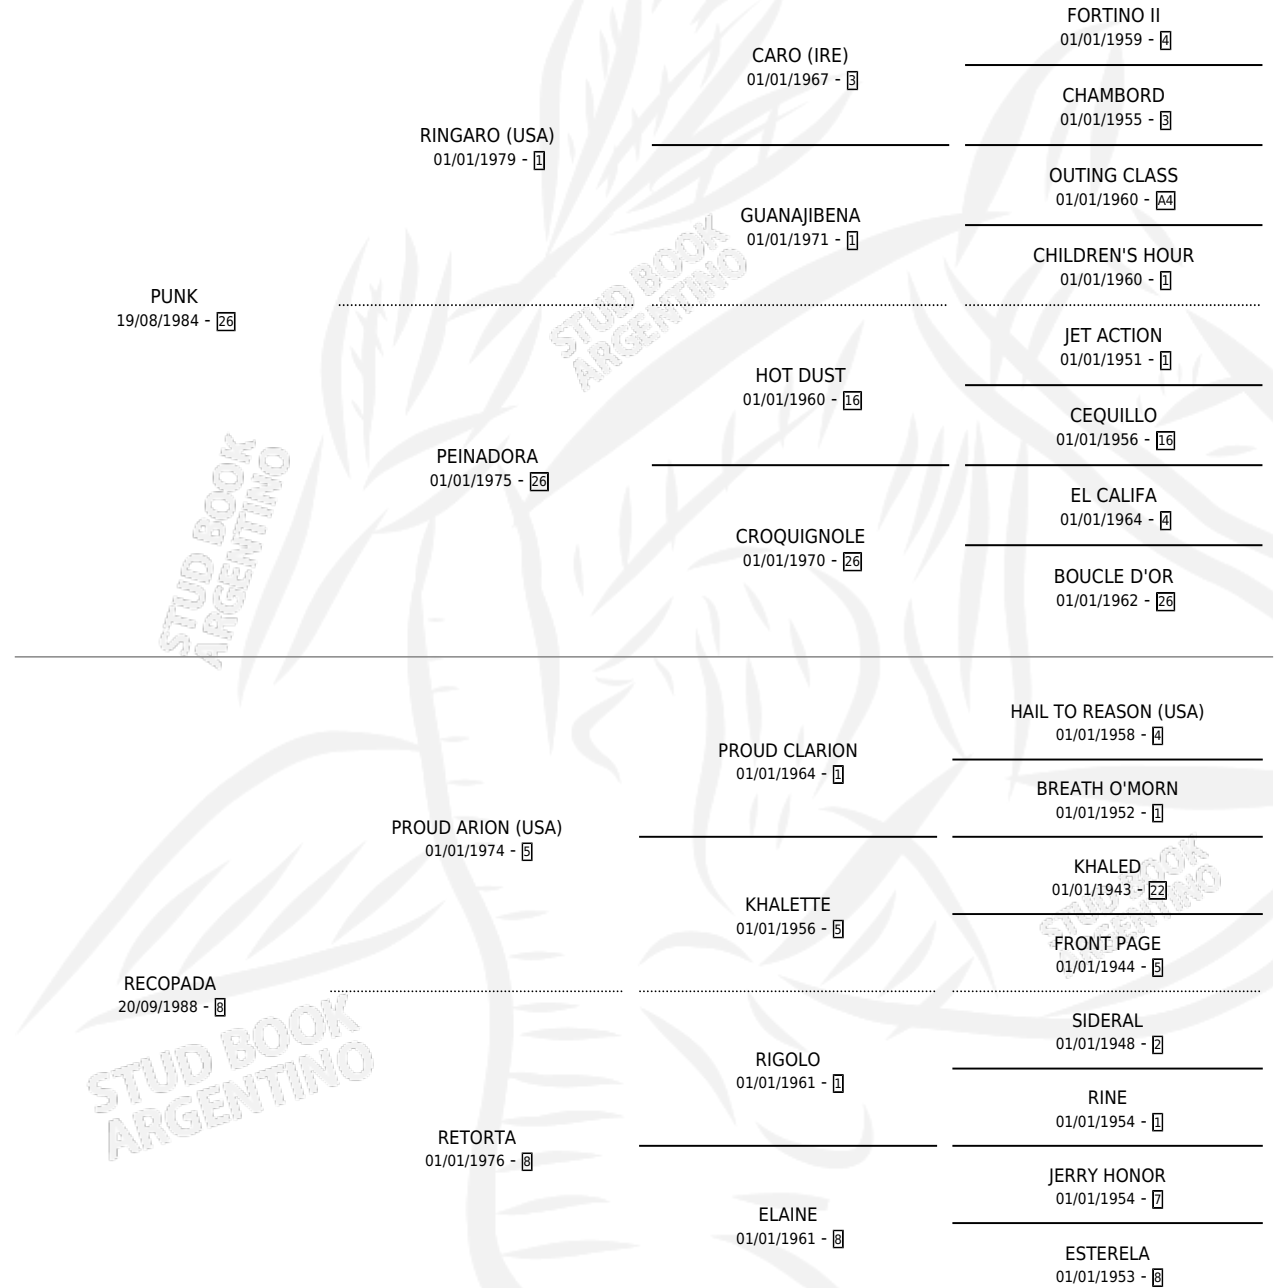 FORTINO II
01/01/1959 - 4
CARO (IRE)
01/01/1967 - 3
CHAMBORD
01/01/1955 - 3
RINGARO (USA)
01/01/1979 - 1
OUTING CLASS
01/01/1960 - A4
GUANAJIBENA
01/01/1971 - 1
CHILDREN'S HOUR
01/01/1960 - 1
STUD BOOK
ARGENTINO
PUNK
19/08/1984 - 26
JET ACTION
01/01/1951 - 1
HOT DUST
01/01/1960 - 16
CEQUILLO
01/01/1956 - 16
PEINADORA
01/01/1975 - 26
EL CALIFA
01/01/1964 - 4
CROQUIGNOLE
01/01/1970 - 26
BOUCLE D'OR
01/01/1962 - 26
STUD BOOK
ARGENTINO
HAIL TO REASON (USA)
01/01/1958 - 4
PROUD CLARION
01/01/1964 - 1
BREATH O'MORN
01/01/1952 - 1
PROUD ARION (USA)
01/01/1974 - 5
KHALED
01/01/1943 - 22
STUD BOOK
ARGENTINO
KHALETTE
01/01/1956 - 5
FRONT PAGE
01/01/1944 - 5
RECOPADA
20/09/1988 - 8
SIDERAL
01/01/1948 - 2
RIGOLO
01/01/1961 - 1
STUD BOOK
ARGENTINO
RINE
01/01/1954 - 1
RETORTA
01/01/1976 - 8
JERRY HONOR
01/01/1954 - 7
ELAINE
01/01/1961 - 8
ESTERELA
01/01/1953 - 8